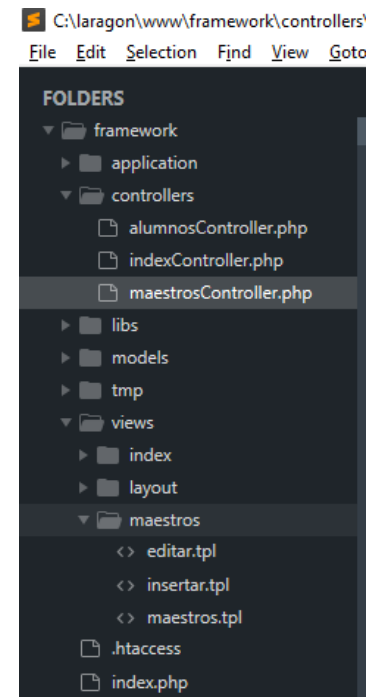 C:\laragon\www\framework\controllers\
File Edit Selection Find View Goto
FOLDERS
framework
application
controllers
alumnosController.php
indexController.php
maestrosController.php
libs
models
tmp
views
index
layout
maestros
editar.tpl
insertar.tpl
maestros.tpl
.htaccess
index.php